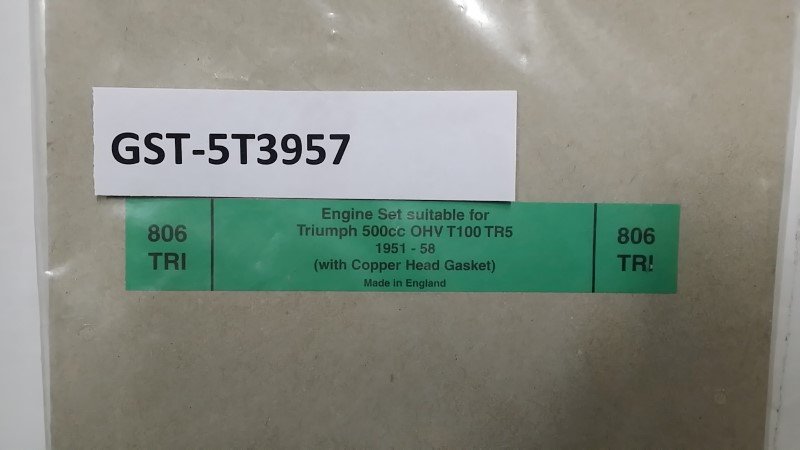 GST-5T3957
806
TRI
Engine Set suitable for
Triumph 500cc OHV T100 TR5
1951 - 58
(with Copper Head Gasket)
Made in England
806
TRI